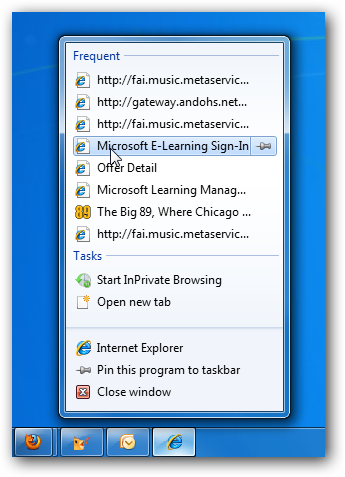 Frequent
http://fai.music.metaservic...
http://gateway.andohs.net...
http://fai.music.metaservic...
Microsoft E-Learning Sign-In
Offer Detail
Microsoft Learning Manag...
89 The Big 89, Where Chicago ...
http://fai.music.metaservic...
Tasks
Start InPrivate Browsing
Open new tab
Internet Explorer
Pin this program to taskbar
Close window